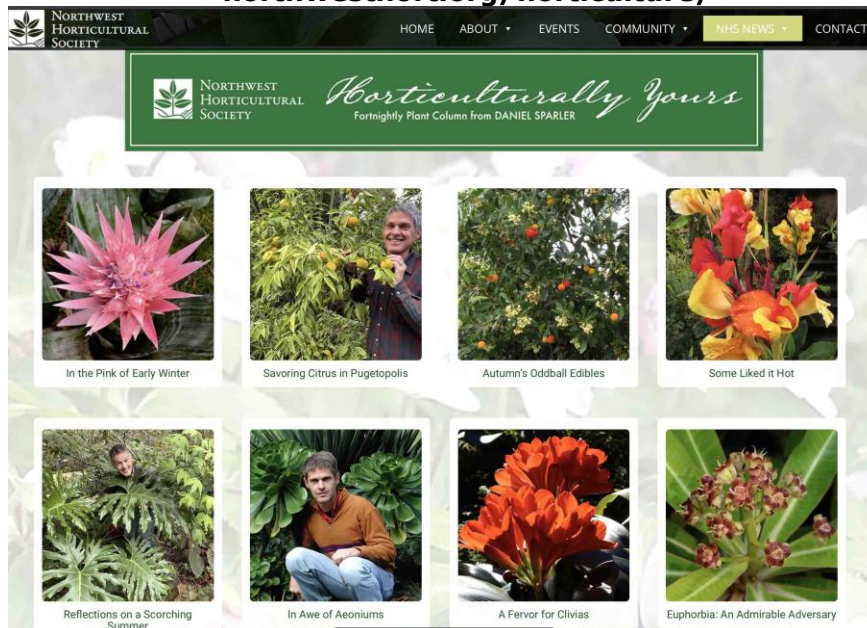 NORTHWEST
HORTICULTURAL
SOCIETY
HOME
ABOUT
EVENTS
COMMUNITY
NHS NEWS
CONTACT
NORTHWEST
HORTICULTURAL
SOCIETY
Horticulturally Yours
Fortnightly Plant Column from DANIEL SPARLER
In the Pink of Early Winter
Savoring Citrus in Pugetopolis
Autumn's Oddball Edibles
Some Liked it Hot
Reflections on a Scorching
Summer
In Awe of Aeoniums
A Fervor for Clivias
Euphorbia: An Admirable Adversary